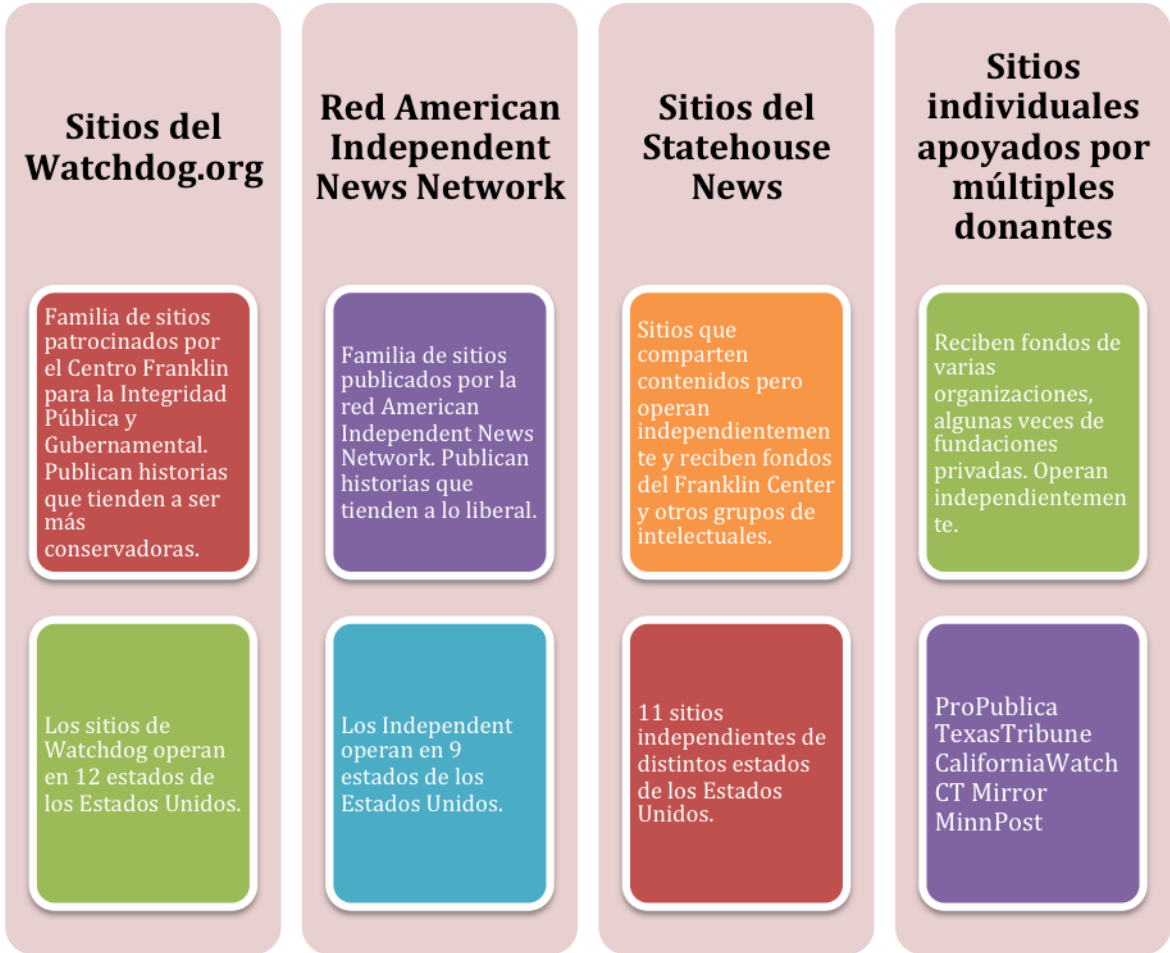 Sitios del
Watchdog.org
Familia de sitios
patrocinados por
el Centro Franklin
para la Integridad
Pública y
Gubernamental.
Publican historias
que tienden a ser
más
conservadoras.
Los sitios de
Watchdog operan
en 12 estados de
los Estados Unidos.
Red American
Independent
News Network
Familia de sitios
publicados por la
red American
Independent News
Network. Publican
historias que
tienden a lo liberal.
Los Independent
operan en 9
estados de los
Estados Unidos.
Sitios del
Statehouse
News
Sitios que
comparten
contenidos pero
operan
independientemen
te y reciben fondos
del Franklin Center
y otros grupos de
intelectuales.
11 sitios
independientes de
distintos estados
de los Estados
Unidos.
Sitios
individuales
apoyados por
múltiples
donantes
Reciben fondos de
varias
organizaciones,
algunas veces de
fundaciones
privadas. Operan
independientemen
te.
ProPublica
TexasTribune
CaliforniaWatch
CT Mirror
MinnPost